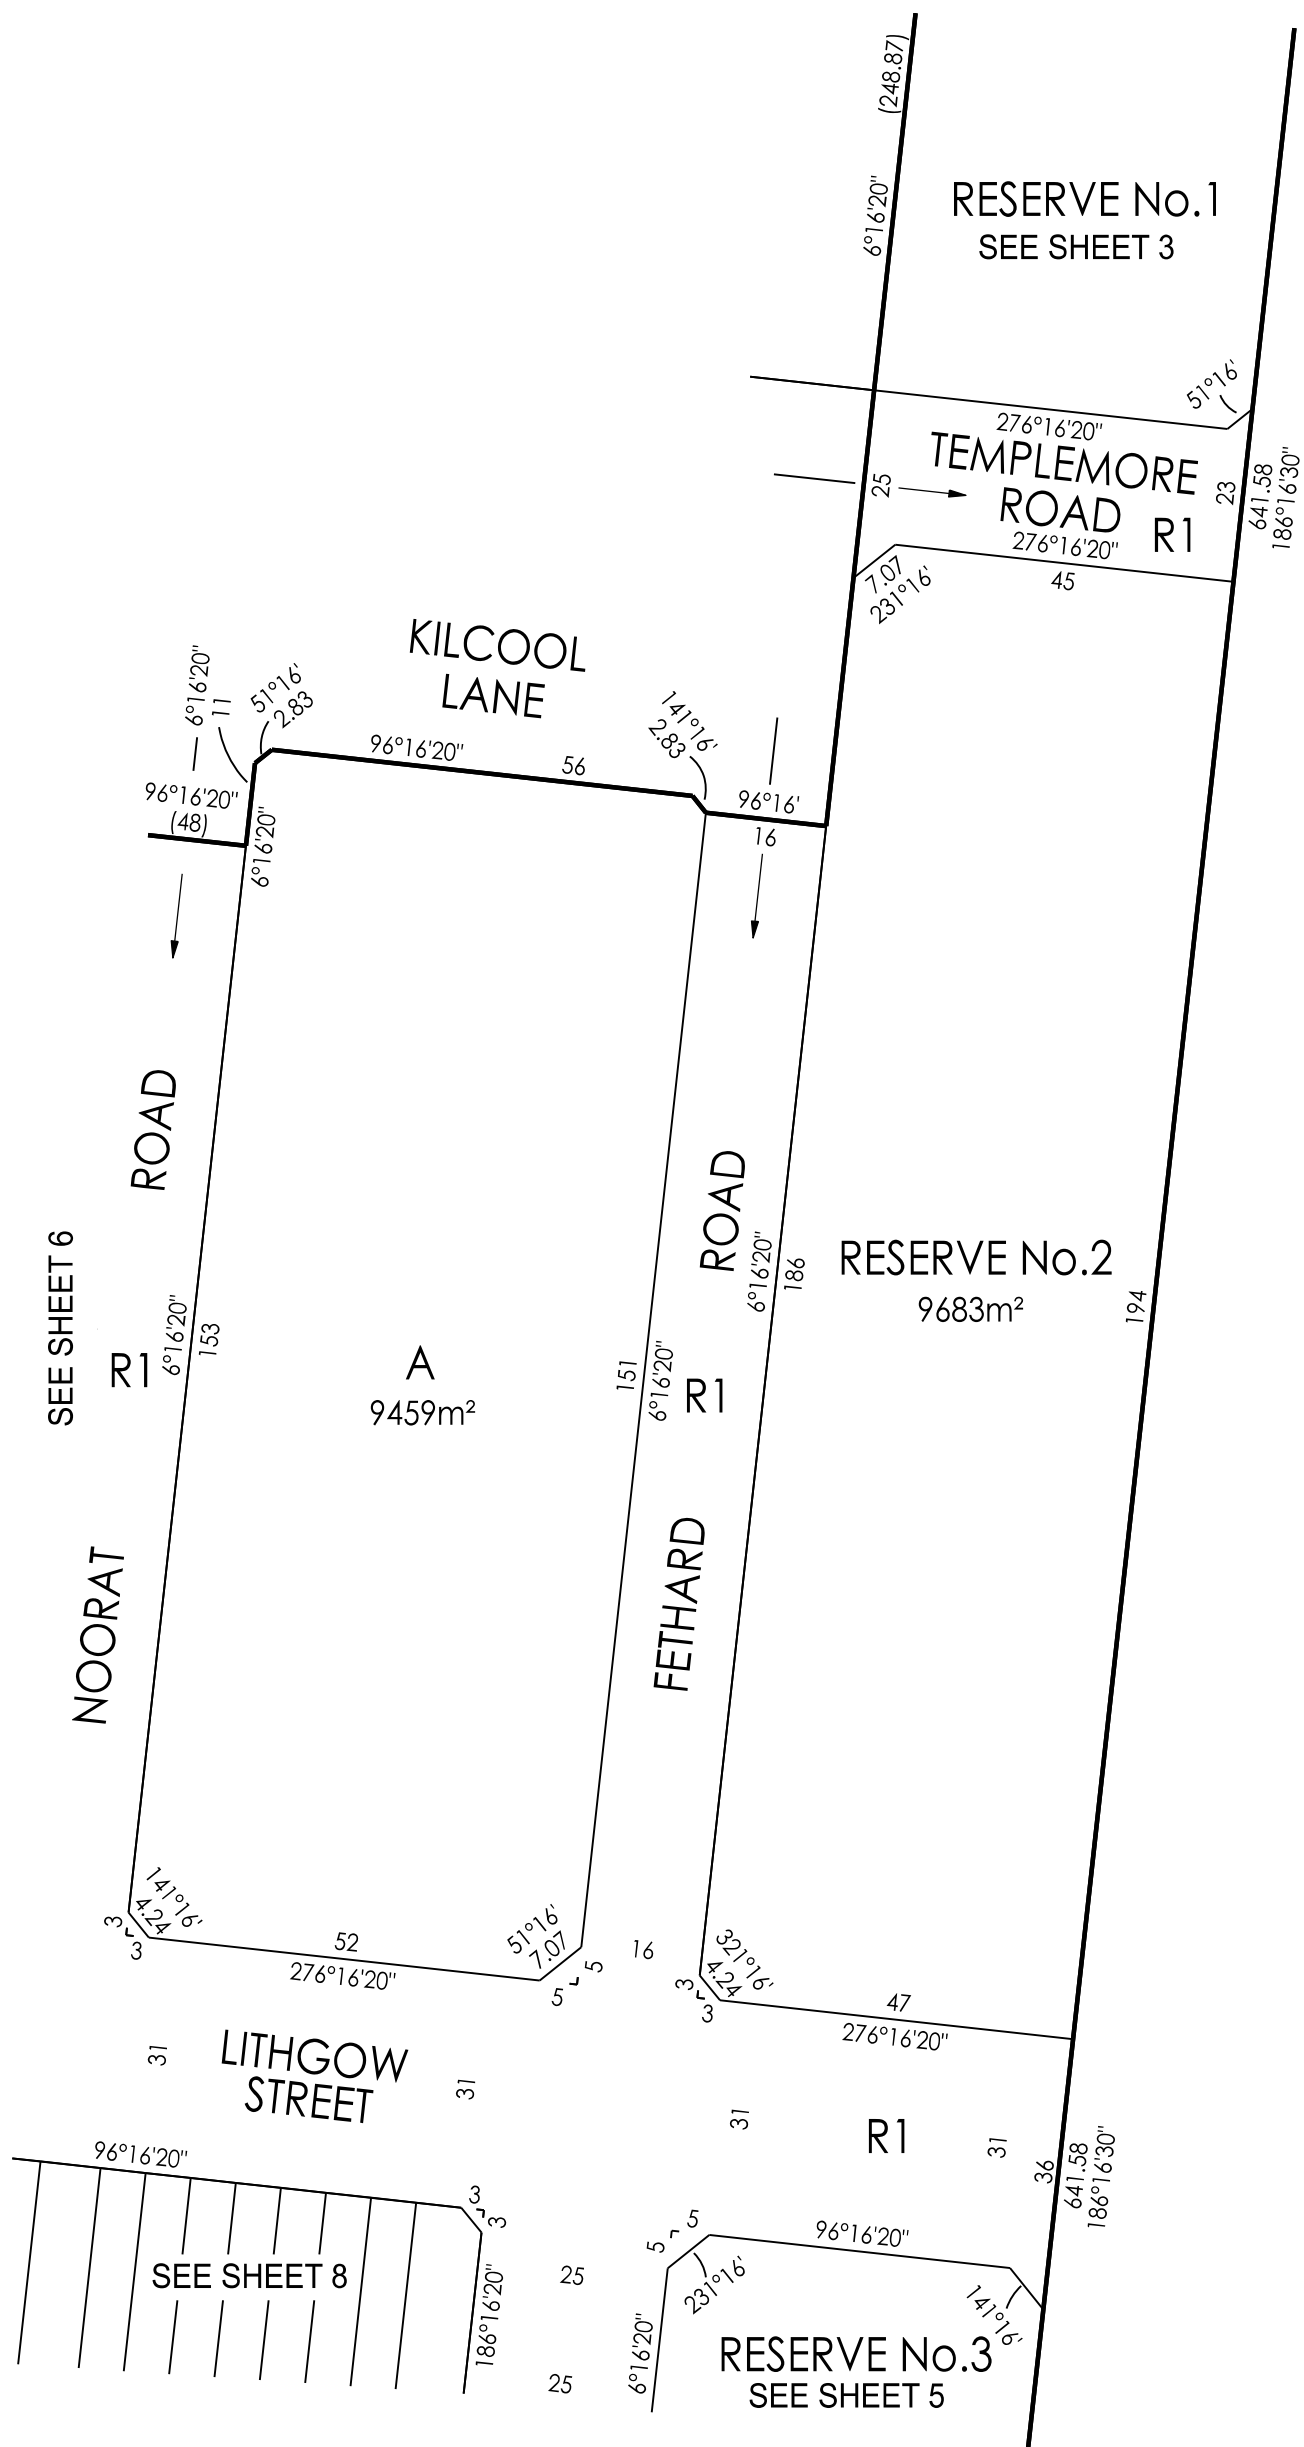 (248.87)
6°16'20"
RESERVE No.1
SEE SHEET 3
51°16'
276°16'20"
TEMPLEMORE
ROAD
R1
25
23
641.58
186°16'30"
276°16'20"
45
7.07
231°16'
KILCOOL
LANE
6°16'20"
11
51°16'
2.83
96°16'20"
56
141°16'
2.83
96°16'
16
96°16'20"
(48)
6°16'20"
ROAD
ROAD
SEE SHEET 6
R1
6°16'20"
153
A
9459m²
151
6°16'20"
R1
6°16'20"
186
RESERVE No.2
9683m²
194
NOORAT
FETHARD
141°16'
4.24
3
3
52
276°16'20"
51°16'
7.07
5
5
16
321°16'
4.24
3
3
47
276°16'20"
LITHGOW
STREET
31
31
31
R1
31
36
641.58
186°16'30"
96°16'20"
3
3
SEE SHEET 8
186°16'20"
25
25
5
5
231°16'
96°16'20"
141°16'
6°16'20"
RESERVE No.3
SEE SHEET 5